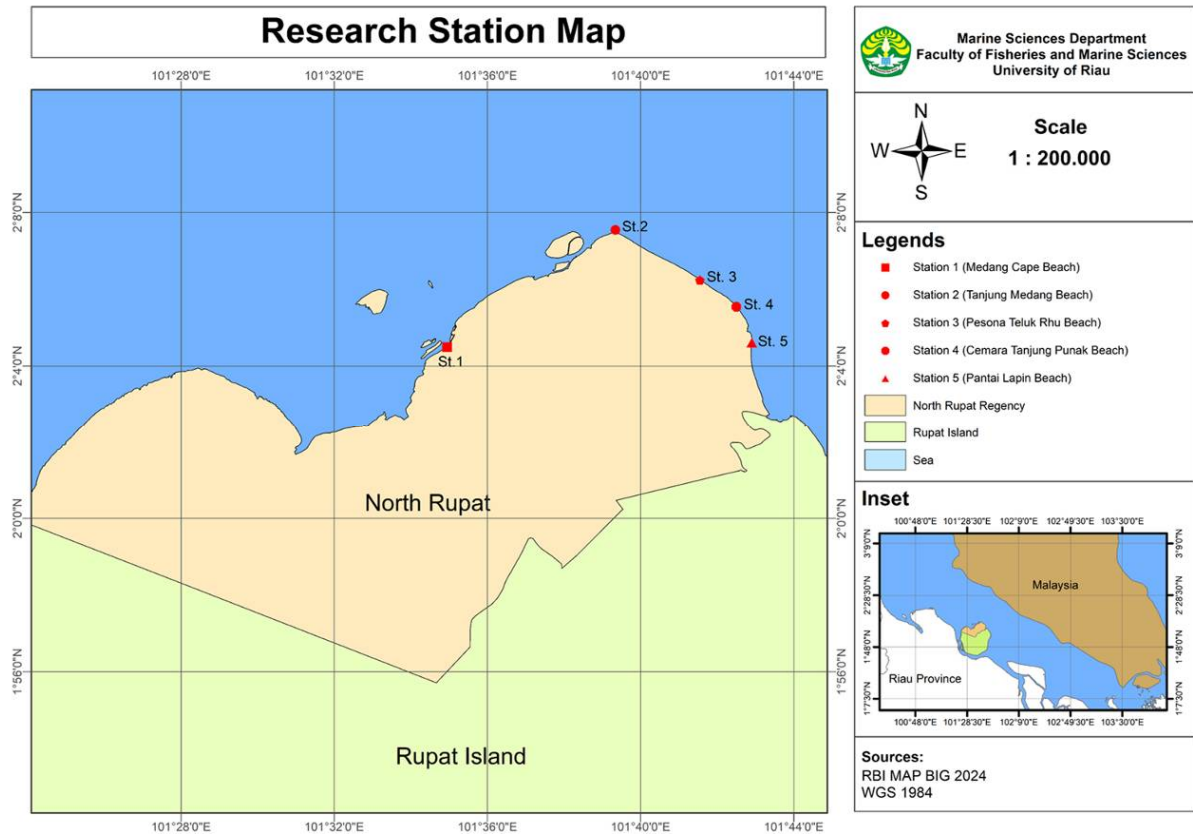 Research Station Map
101°28'0"E 101°32'0"E 101°36'0"E 101°40'0"E 101°44'0"E
2°8'0"N 2°8'0"N
St.2
St. 3
St. 4
St. 5
St.1
2°4'0"N 2°4'0"N
North Rupat
2°0'0"N 2°0'0"N
1°56'0"N 1°56'0"N
Rupat Island
101°28'0"E 101°32'0"E 101°36'0"E 101°40'0"E 101°44'0"E
Marine Sciences Department
Faculty of Fisheries and Marine Sciences
University of Riau
N
W E
S
Scale
1 : 200.000
Legends
Station 1 (Medang Cape Beach)
Station 2 (Tanjung Medang Beach)
Station 3 (Pesona Teluk Rhu Beach)
Station 4 (Cemara Tanjung Punak Beach)
Station 5 (Pantai Lapin Beach)
North Rupat Regency
Rupat Island
Sea
Inset
100°48'0"E 101°28'30"E 102°9'0"E 102°49'30"E 103°30'0"E
3°9'0"N 3°9'0"N
Malaysia
2°28'30"N 2°28'30"N
1°48'0"N 1°48'0"N
Riau Province
1°7'30"N 1°7'30"N
100°48'0"E 101°28'30"E 102°9'0"E 102°49'30"E 103°30'0"E
Sources:
RBI MAP BIG 2024
WGS 1984